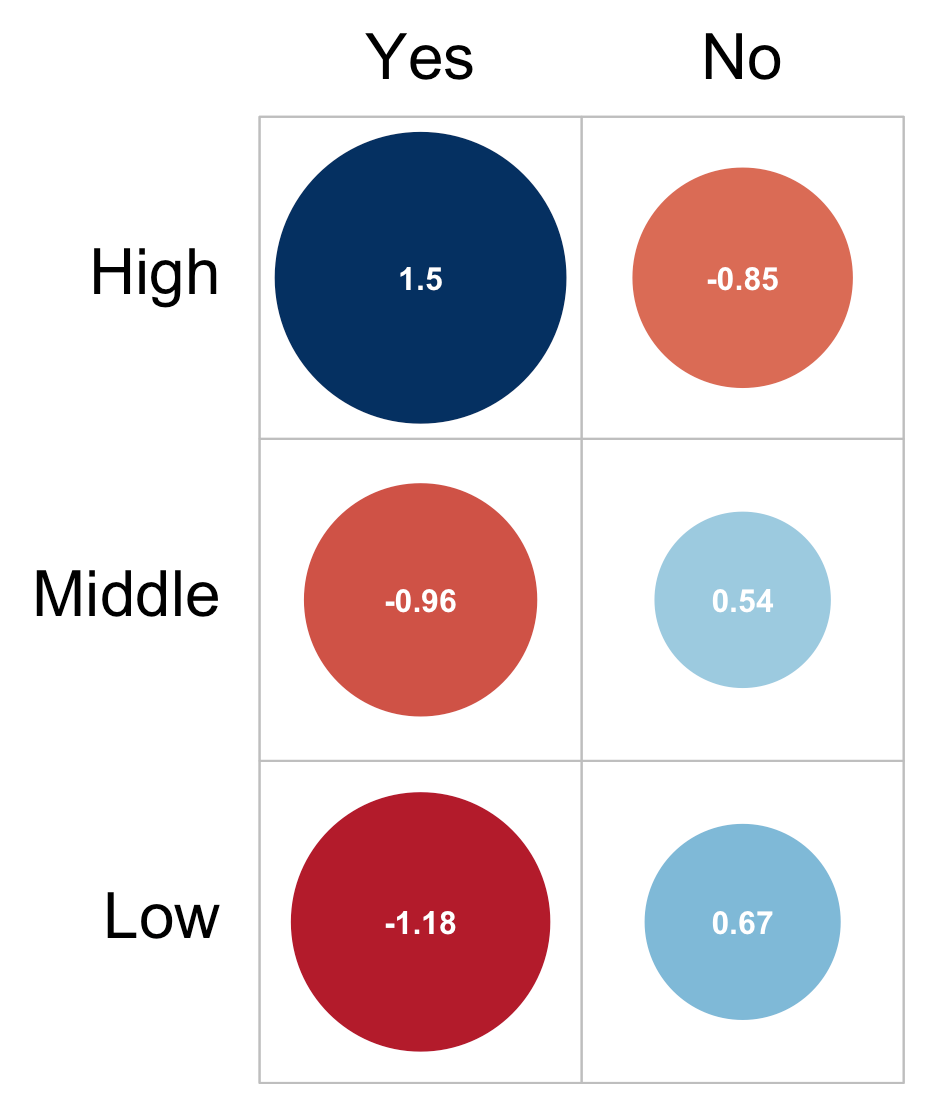 Yes No
High 1.5 -0.85
Middle -0.96 0.54
Low -1.18 0.67